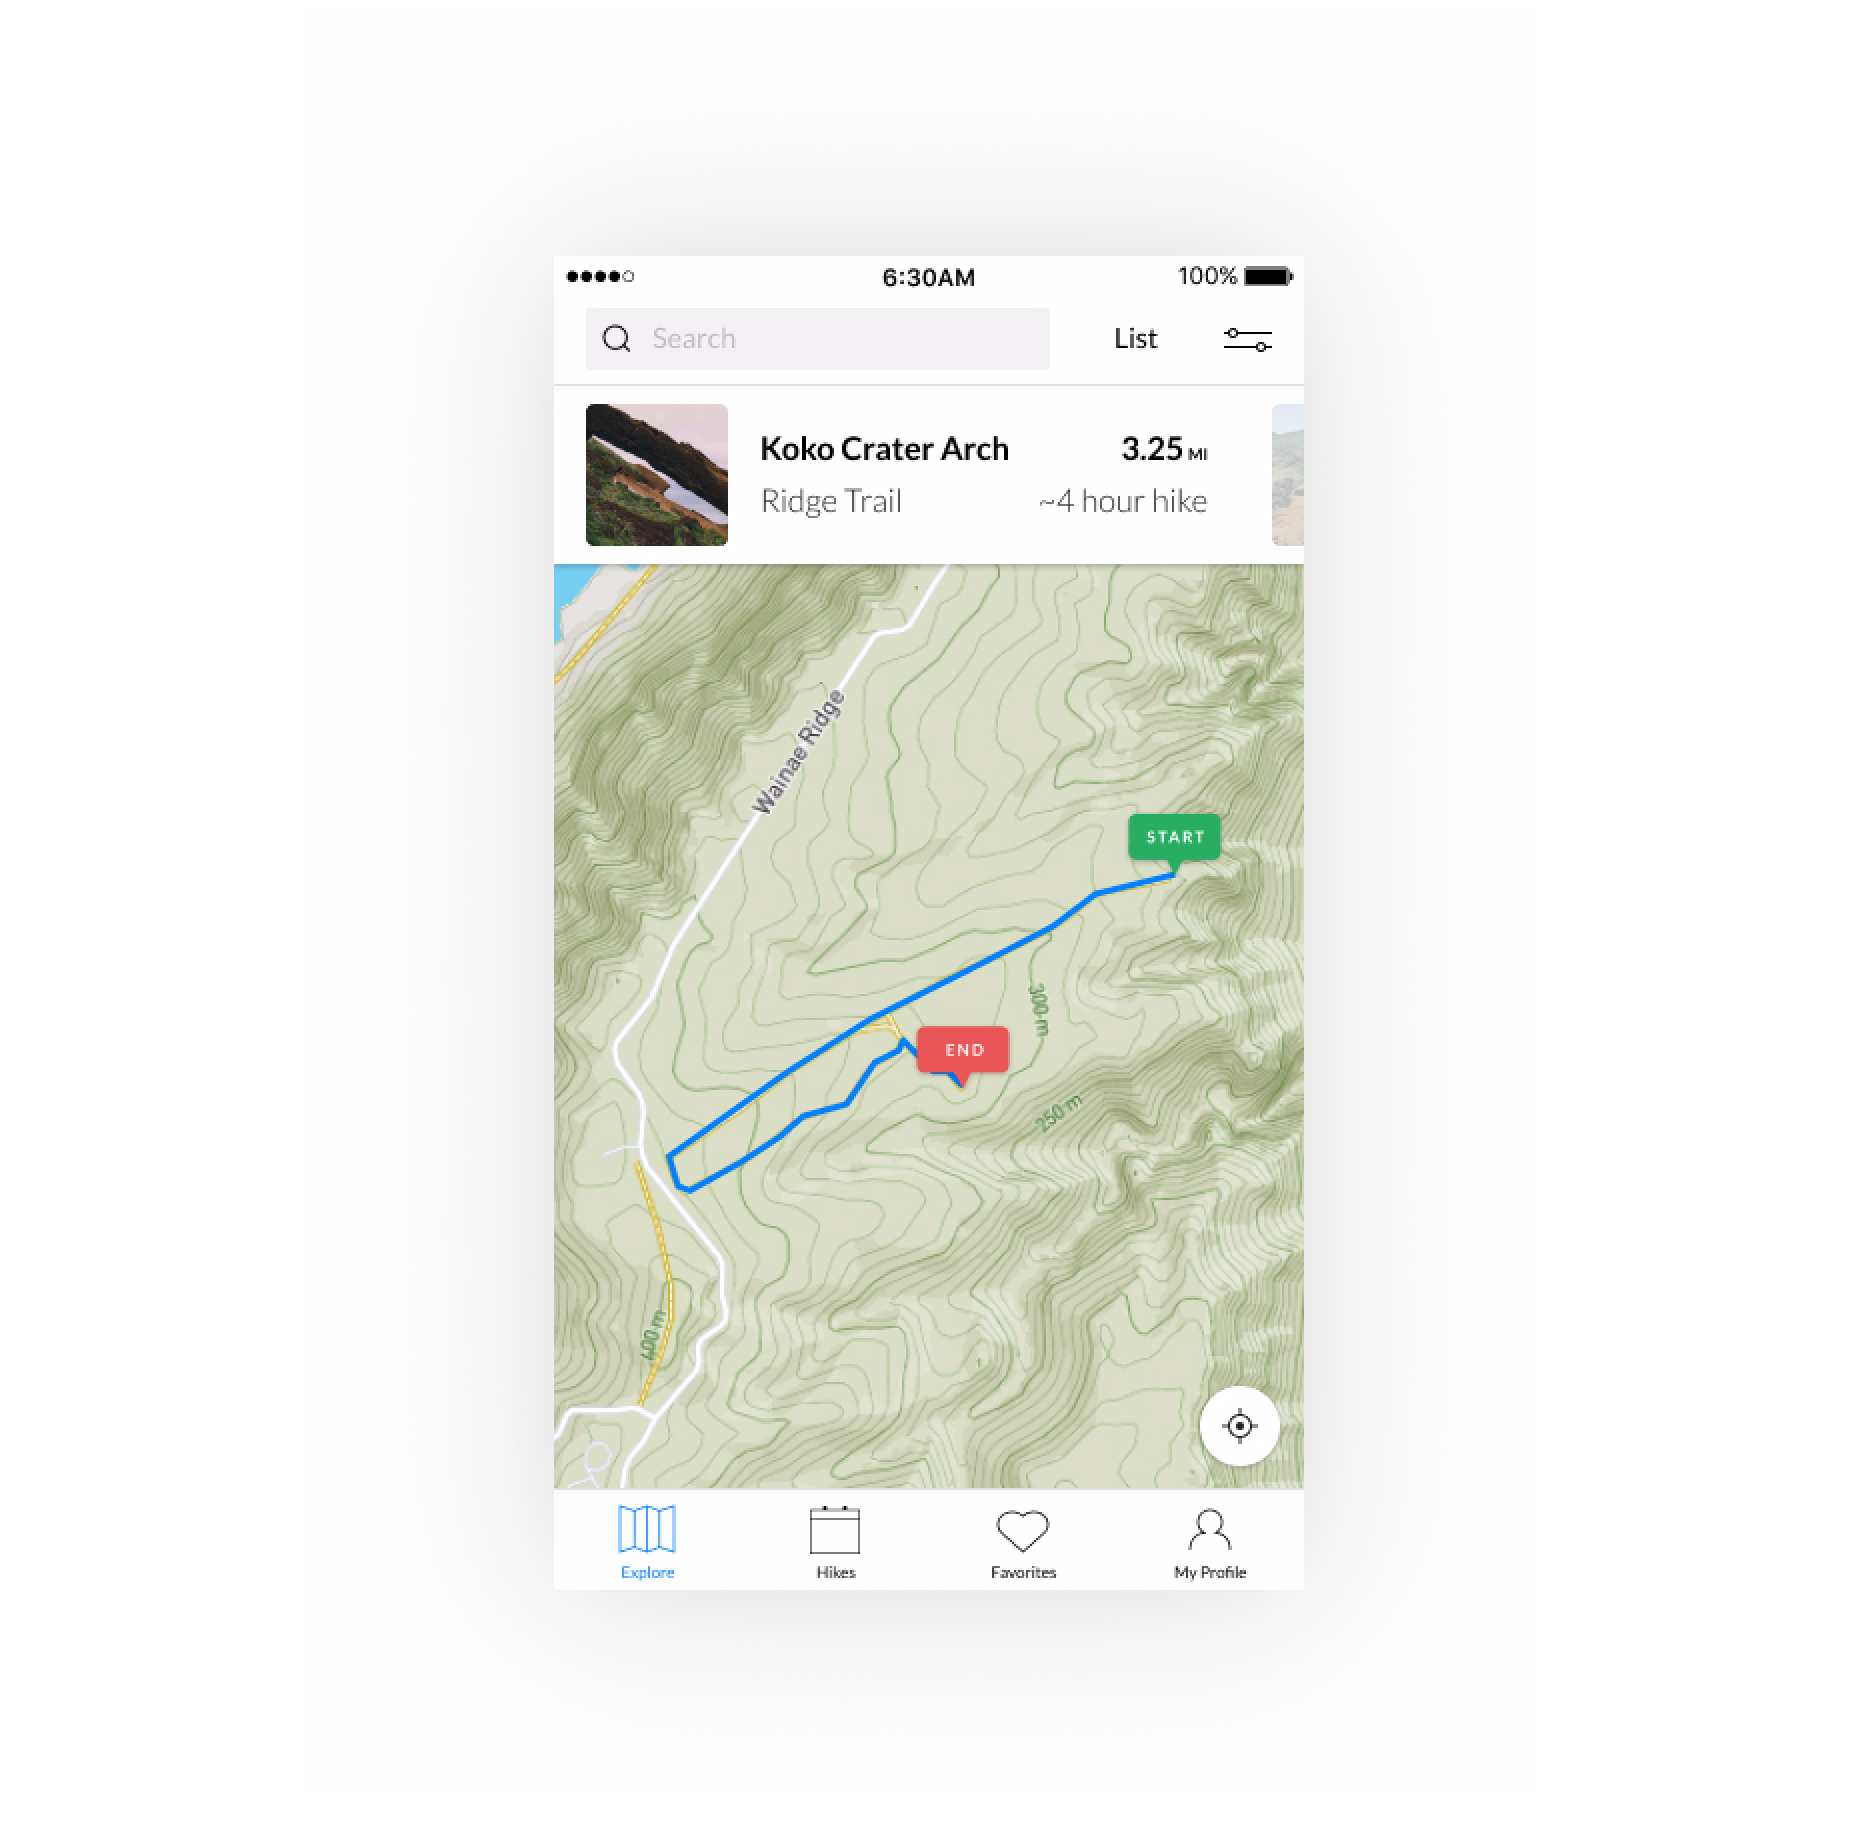 6:30AM
100%
Search
List
Koko Crater Arch
3.25 MI
Ridge Trail
~4 hour hike
Wainae Ridge
START
300 m
END
250 m
400 m
Explore
Hikes
Favorites
My Profile